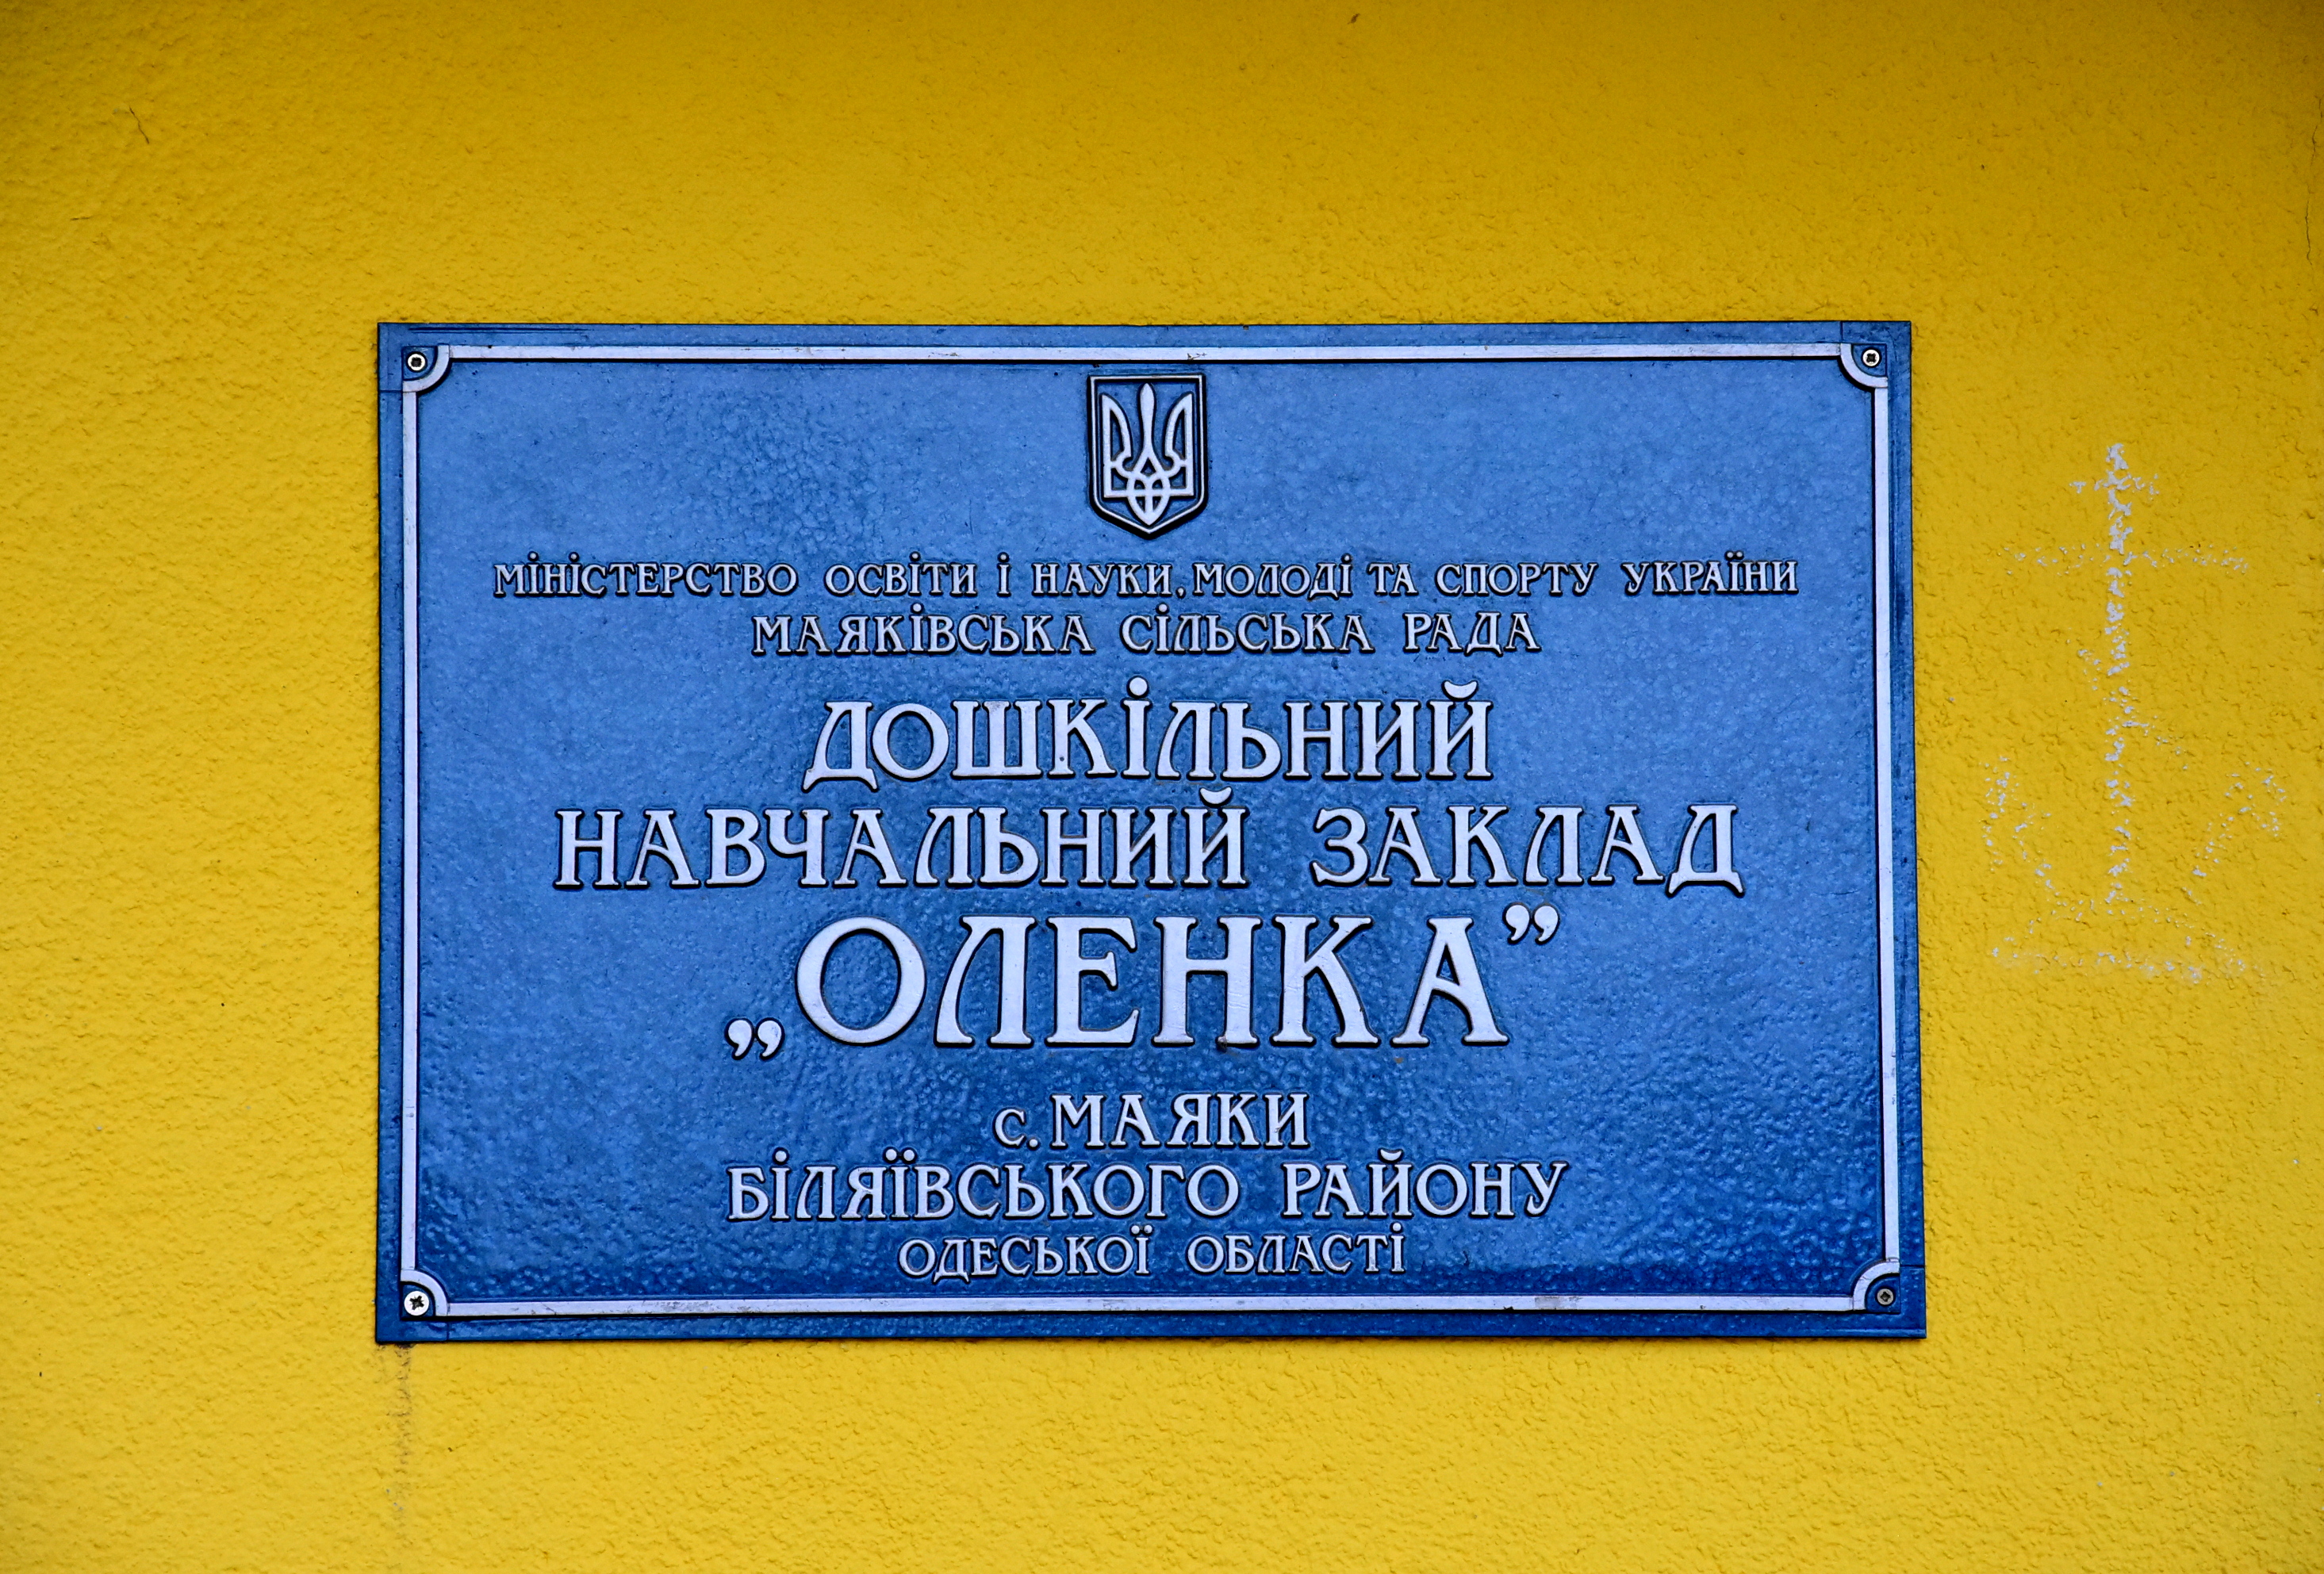 МІНІСТЕРСТВО ОСВІТИ І НАУКИ, МОЛОДІ ТА СПОРТУ УКРАЇНИ
МАЯКІВСЬКА СІЛЬСЬКА РАДА
ДОШКІЛЬНИЙ
НАВЧАЛЬНИЙ ЗАКЛАД
„ОЛЕНКА”
с. МАЯКИ
БІЛЯЇВСЬКОГО РАЙОНУ
ОДЕСЬКОЇ ОБЛАСТІ